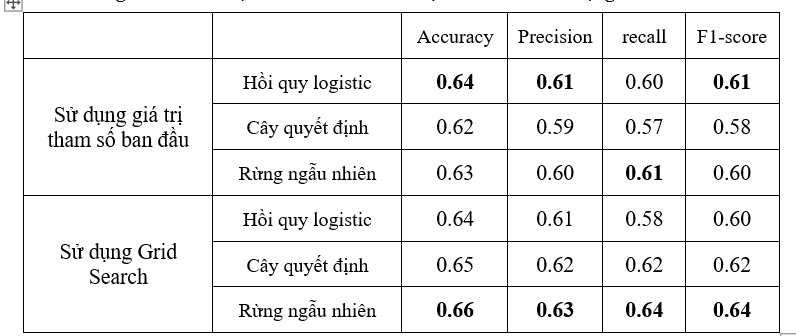 Accuracy Precision recall F1-score
Sử dụng giá trị
tham số ban đầu
Hồi quy logistic 0.64 0.61 0.60 0.61
Cây quyết định 0.62 0.59 0.57 0.58
Rừng ngẫu nhiên 0.63 0.60 0.61 0.60
Sử dụng Grid
Search
Hồi quy logistic 0.64 0.61 0.58 0.60
Cây quyết định 0.65 0.62 0.62 0.62
Rừng ngẫu nhiên 0.66 0.63 0.64 0.64